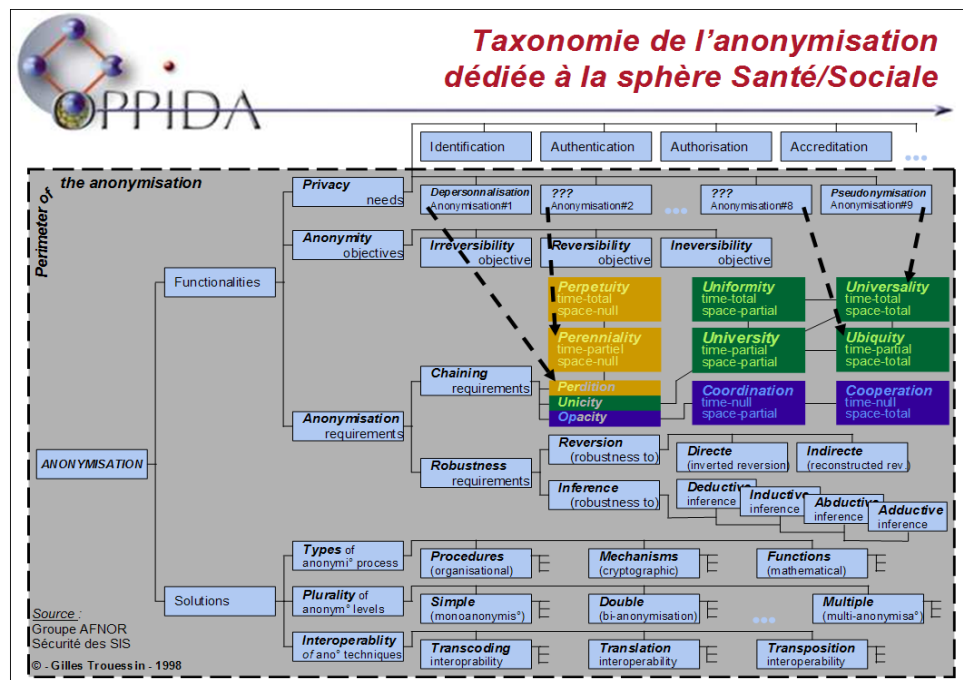 Taxonomie de l'anonymisation
dédiée à la sphère Santé/Sociale
OPPIDA
Identification
Authentication
Authorisation
Accreditation
...
Perimeter of
the anonymisation
Privacy
needs
Depersonnalisation
Anonymisation#1
???
Anonymisation#2
...
???
Anonymisation#8
Pseudonymisation
Anonymisation#9
Anonymity
objectives
Irreversibility
objective
Reversibility
objective
Ineversibility
objective
Functionalities
Perpetuity
time-total
space-null
Uniformity
time-total
space-partial
Universality
time-total
space-total
Perenniality
time-partiel
space-null
University
time-partial
space-partial
Ubiquity
time-partial
space-total
Chaining
requirements
Perdition
Unicity
Opacity
Coordination
time-null
space-partial
Cooperation
time-null
space-total
Anonymisation
requirements
Reversion
(robustness to)
Directe
(inverted reversion)
Indirecte
(reconstructed rev.)
ANONYMISATION
Robustness
requirements
Inference
(robustness to)
Deductive
inference
Inductive
inference
Abductive
inference
Adductive
inference
Types of
anonymi° process
Procedures
(organisational)
Mechanisms
(cryptographic)
Functions
(mathematical)
Solutions
Plurality of
anonym° levels
Simple
(monoanonymis°)
Double
(bi-anonymisation)
...
Multiple
(multi-anonymisa°)
Interoperablity
of ano° techniques
Transcoding
interoprability
Translation
interoperability
Transposition
interoperability
Source :
Groupe AFNOR
Sécurité des SIS
© - Gilles Trouessin - 1998